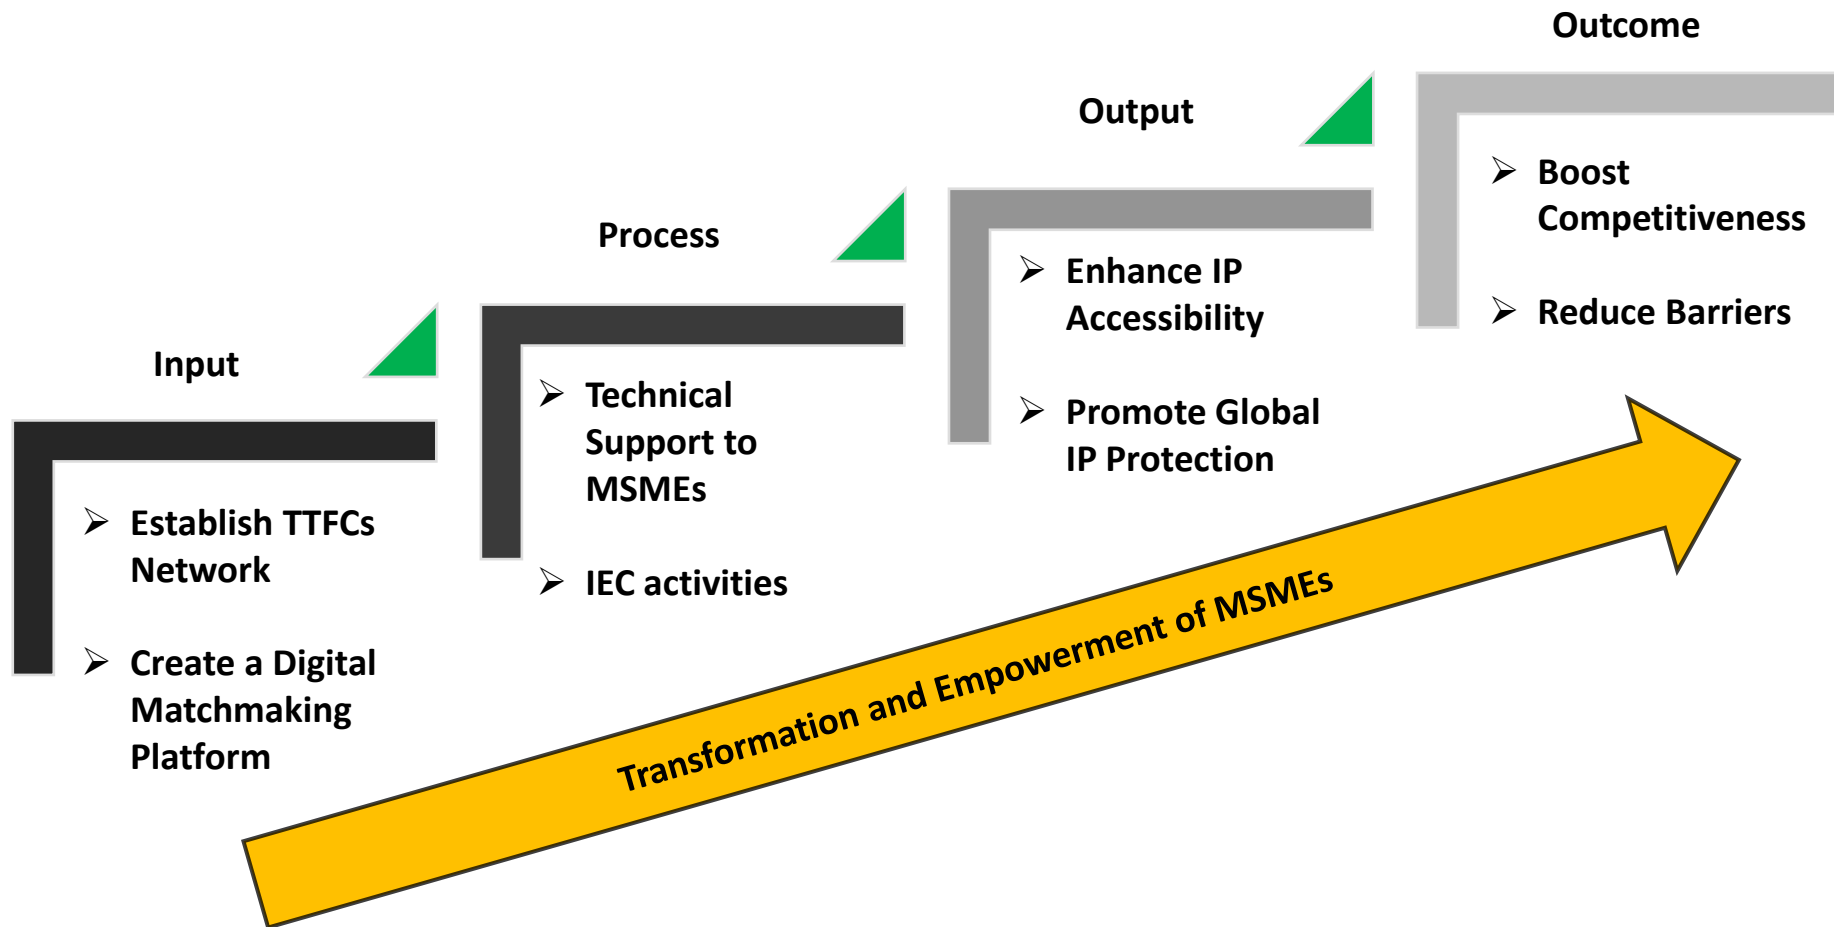 Input
➢ Establish TTFCs
Network
➢ Create a Digital
Matchmaking
Platform
Process
➢ Technical
Support to
MSMEs
➢ IEC activities
Output
➢ Enhance IP
Accessibility
➢ Promote Global
IP Protection
Outcome
➢ Boost
Competitiveness
➢ Reduce Barriers
Transformation and Empowerment of MSMEs